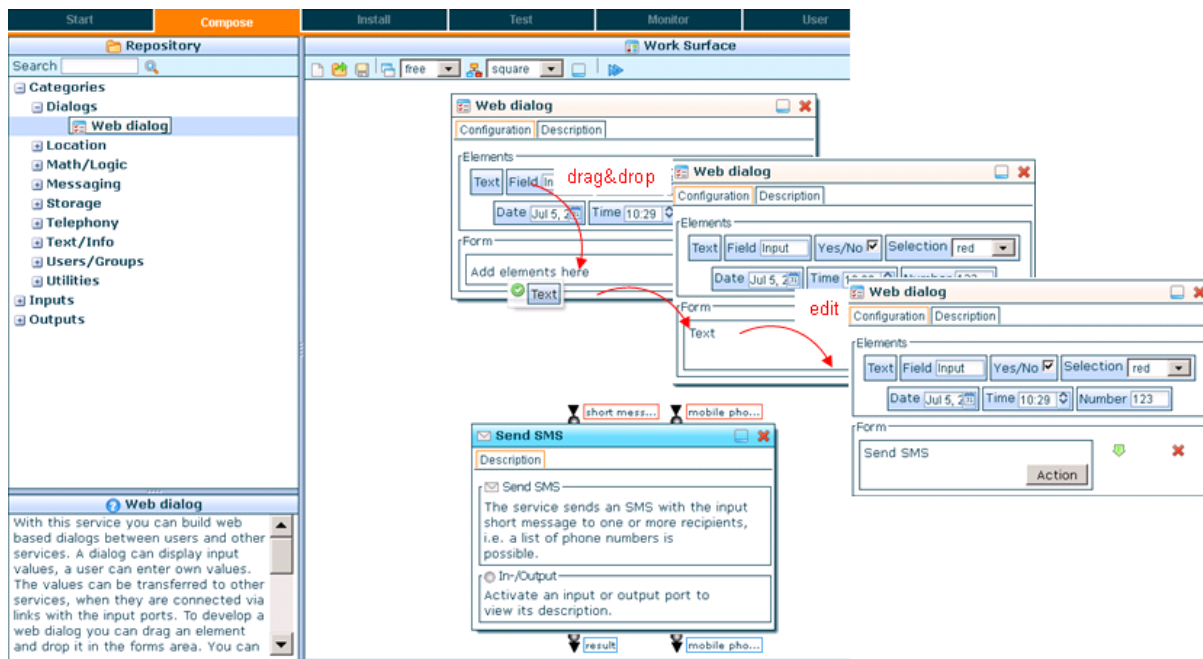 Start Compose Install Test Monitor User
Repository
Search
Categories
Dialogs
Web dialog
Location
Math/Logic
Messaging
Storage
Telephony
Text/Info
Users/Groups
Utilities
Inputs
Outputs
Web dialog
With this service you can build web
based dialogs between users and other
services. A dialog can display input
values, a user can enter own values.
The values can be transferred to other
services, when they are connected via
links with the input ports. To develop a
web dialog you can drag an element
and drop it in the forms area. You can
Work Surface
free square
Web dialog
Configuration Description
Elements
Text Field
Date Jul 5, Time 10:29
Form
Add elements here
Text
drag&drop
Web dialog
Configuration Description
Elements
Text Field Input Yes/No Selection red
Date Jul 5, Time
Form
Text
edit
Web dialog
Configuration Description
Elements
Text Field Input Yes/No Selection red
Date Jul 5, Time 10:29 Number 123
Form
Send SMS
Action
short mess... mobile pho...
Send SMS
Description
Send SMS
The service sends an SMS with the input
short message to one or more recipients,
i.e. a list of phone numbers is
possible.
In-/Output
Activate an input or output port to
view its description.
result mobile pho...